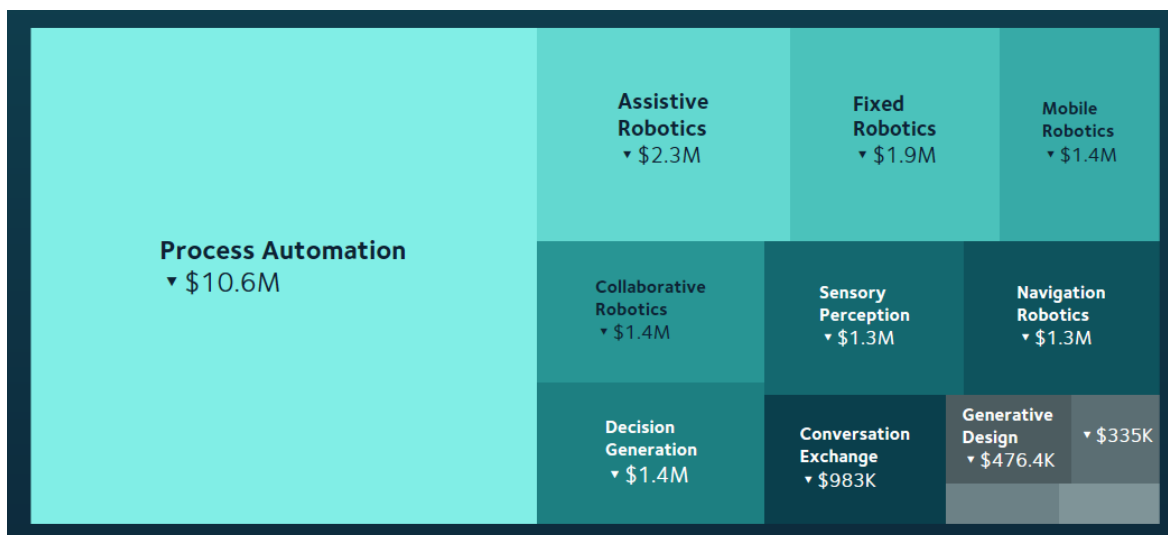 Process Automation
▼ $10.6M
Assistive
Robotics
▼ $2.3M
Fixed
Robotics
▼ $1.9M
Mobile
Robotics
▼ $1.4M
Collaborative
Robotics
▼ $1.4M
Sensory
Perception
▼ $1.3M
Navigation
Robotics
▼ $1.3M
Decision
Generation
▼ $1.4M
Conversation
Exchange
▼ $983K
Generative
Design
▼ $476.4K
▼ $335K